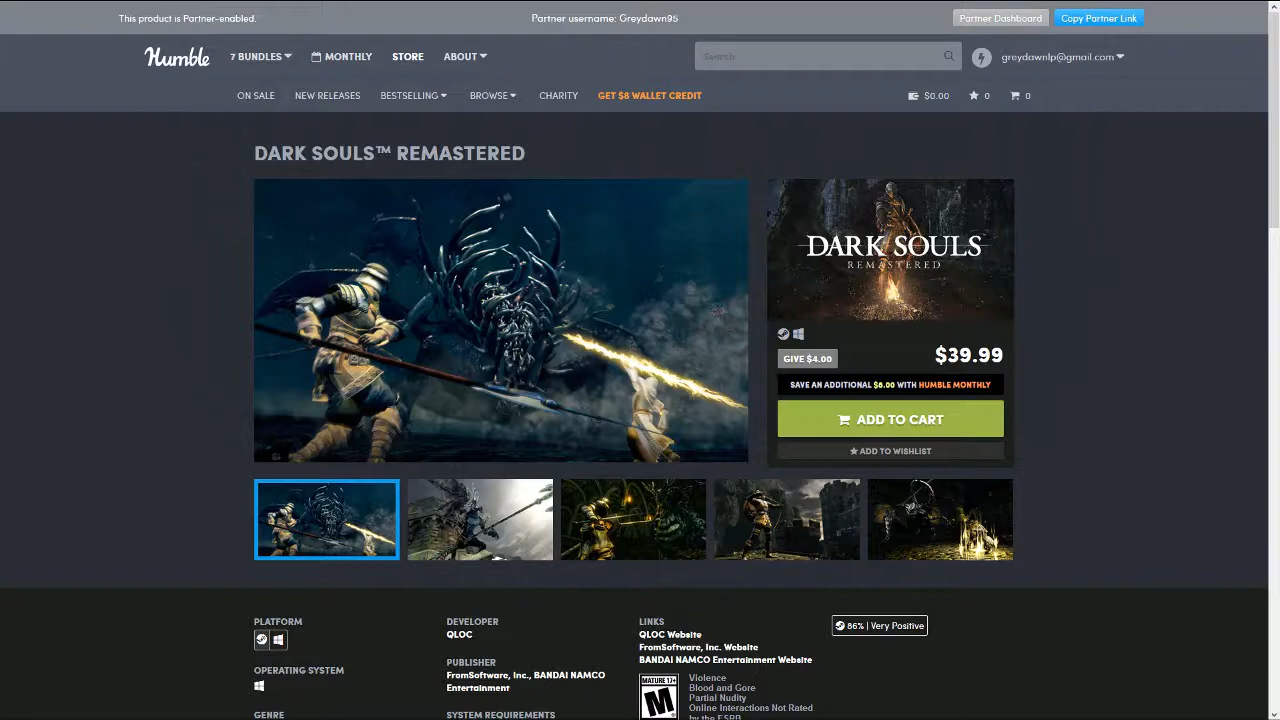 This product is Partner-enabled.
Partner username: Greydawn95
Partner Dashboard
Copy Partner Link
Humble
7 BUNDLES
MONTHLY
STORE
ABOUT
Search
greydawnlp@gmail.com
ON SALE
NEW RELEASES
BESTSELLING
BROWSE
CHARITY
GET $8 WALLET CREDIT
$0.00
0
0
DARK SOULS™ REMASTERED
DARK SOULS
REMASTERED
GIVE $4.00
$39.99
SAVE AN ADDITIONAL $8.00 WITH HUMBLE MONTHLY
ADD TO CART
ADD TO WISHLIST
PLATFORM
OPERATING SYSTEM
GENRE
DEVELOPER
QLOC
PUBLISHER
FromSoftware, Inc., BANDAI NAMCO
Entertainment
SYSTEM REQUIREMENTS
LINKS
QLOC Website
FromSoftware, Inc. Website
BANDAI NAMCO Entertainment Website
MATURE 17+
M
Violence
Blood and Gore
Partial Nudity
Online Interactions Not Rated
by the ESRB
86% | Very Positive